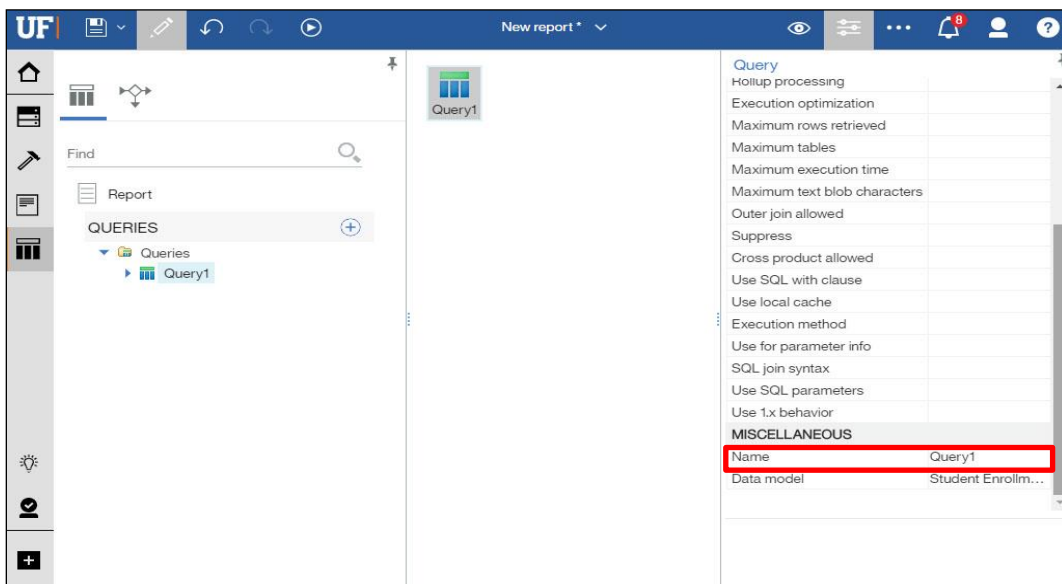 UF
New report*
8
?
Find
Report
QUERIES
Queries
Query1
Query1
Query
Rollup processing
Execution optimization
Maximum rows retrieved
Maximum tables
Maximum execution time
Maximum text blob characters
Outer join allowed
Suppress
Cross product allowed
Use SQL with clause
Use local cache
Execution method
Use for parameter info
SQL join syntax
Use SQL parameters
Use 1.x behavior
MISCELLANEOUS
Name Query1
Data model Student Enrollm...